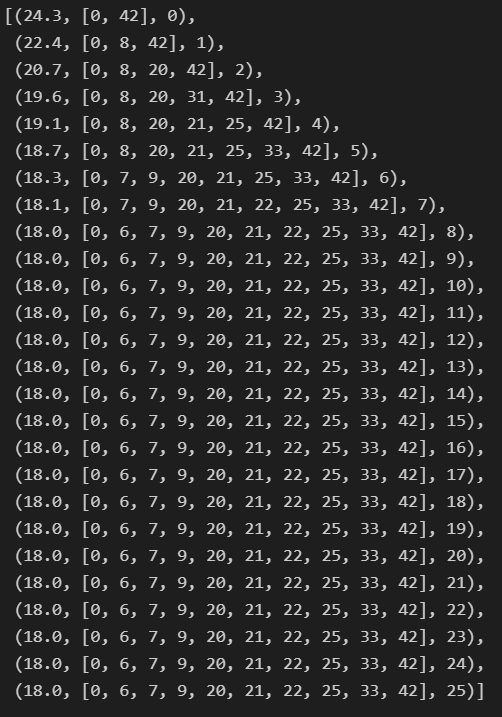 [(24.3, [0, 42], 0),
(22.4, [0, 8, 42], 1),
(20.7, [0, 8, 20, 42], 2),
(19.6, [0, 8, 20, 31, 42], 3),
(19.1, [0, 8, 20, 21, 25, 42], 4),
(18.7, [0, 8, 20, 21, 25, 33, 42], 5),
(18.3, [0, 7, 9, 20, 21, 25, 33, 42], 6),
(18.1, [0, 7, 9, 20, 21, 22, 25, 33, 42], 7),
(18.0, [0, 6, 7, 9, 20, 21, 22, 25, 33, 42], 8),
(18.0, [0, 6, 7, 9, 20, 21, 22, 25, 33, 42], 9),
(18.0, [0, 6, 7, 9, 20, 21, 22, 25, 33, 42], 10),
(18.0, [0, 6, 7, 9, 20, 21, 22, 25, 33, 42], 11),
(18.0, [0, 6, 7, 9, 20, 21, 22, 25, 33, 42], 12),
(18.0, [0, 6, 7, 9, 20, 21, 22, 25, 33, 42], 13),
(18.0, [0, 6, 7, 9, 20, 21, 22, 25, 33, 42], 14),
(18.0, [0, 6, 7, 9, 20, 21, 22, 25, 33, 42], 15),
(18.0, [0, 6, 7, 9, 20, 21, 22, 25, 33, 42], 16),
(18.0, [0, 6, 7, 9, 20, 21, 22, 25, 33, 42], 17),
(18.0, [0, 6, 7, 9, 20, 21, 22, 25, 33, 42], 18),
(18.0, [0, 6, 7, 9, 20, 21, 22, 25, 33, 42], 19),
(18.0, [0, 6, 7, 9, 20, 21, 22, 25, 33, 42], 20),
(18.0, [0, 6, 7, 9, 20, 21, 22, 25, 33, 42], 21),
(18.0, [0, 6, 7, 9, 20, 21, 22, 25, 33, 42], 22),
(18.0, [0, 6, 7, 9, 20, 21, 22, 25, 33, 42], 23),
(18.0, [0, 6, 7, 9, 20, 21, 22, 25, 33, 42], 24),
(18.0, [0, 6, 7, 9, 20, 21, 22, 25, 33, 42], 25)]